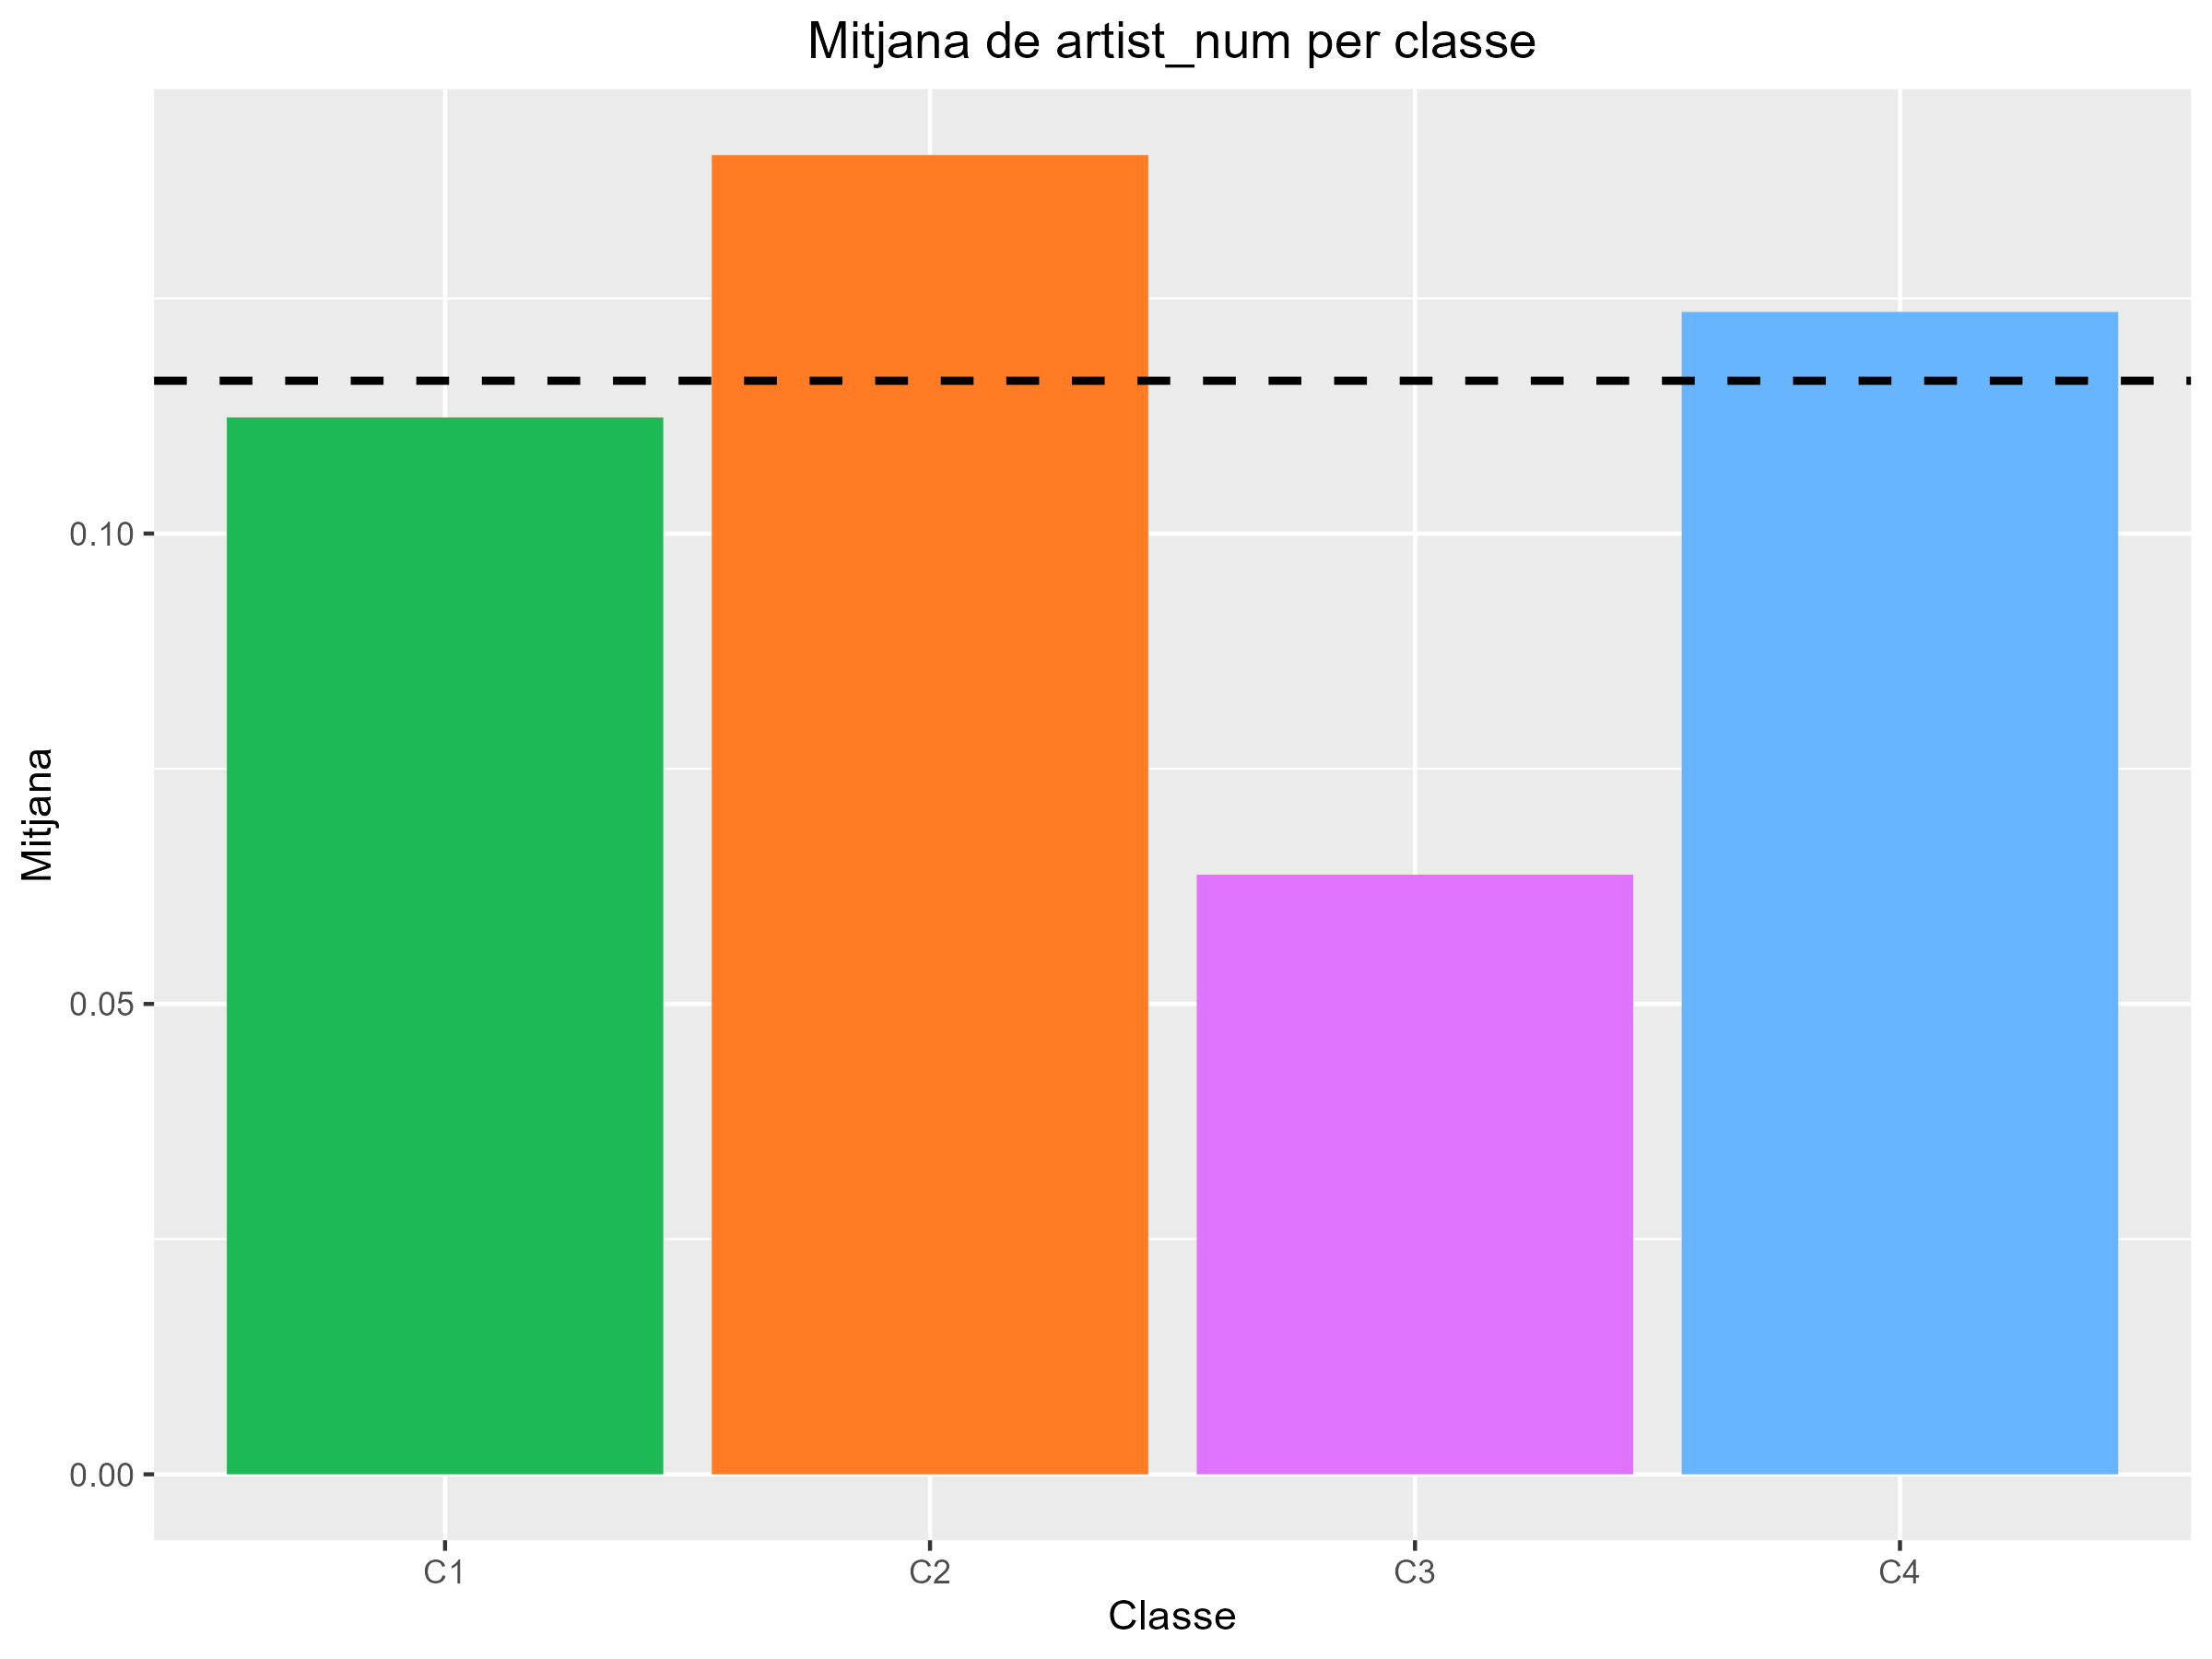 Mitjana de artist_num per classe
Mitjana
0.10
0.05
0.00
C1 C2 C3 C4
Classe